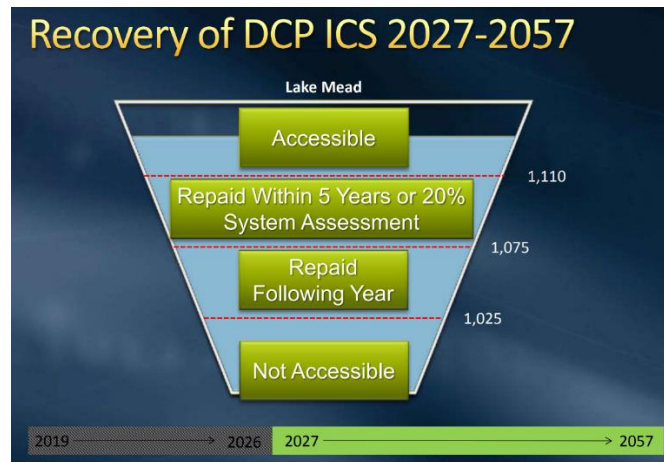 Recovery of DCP ICS 2027-2057
Lake Mead
Accessible
1,110
Repaid Within 5 Years or 20%
System Assessment
1,075
Repaid
Following Year
1,025
Not Accessible
2019 2026 2027 2057